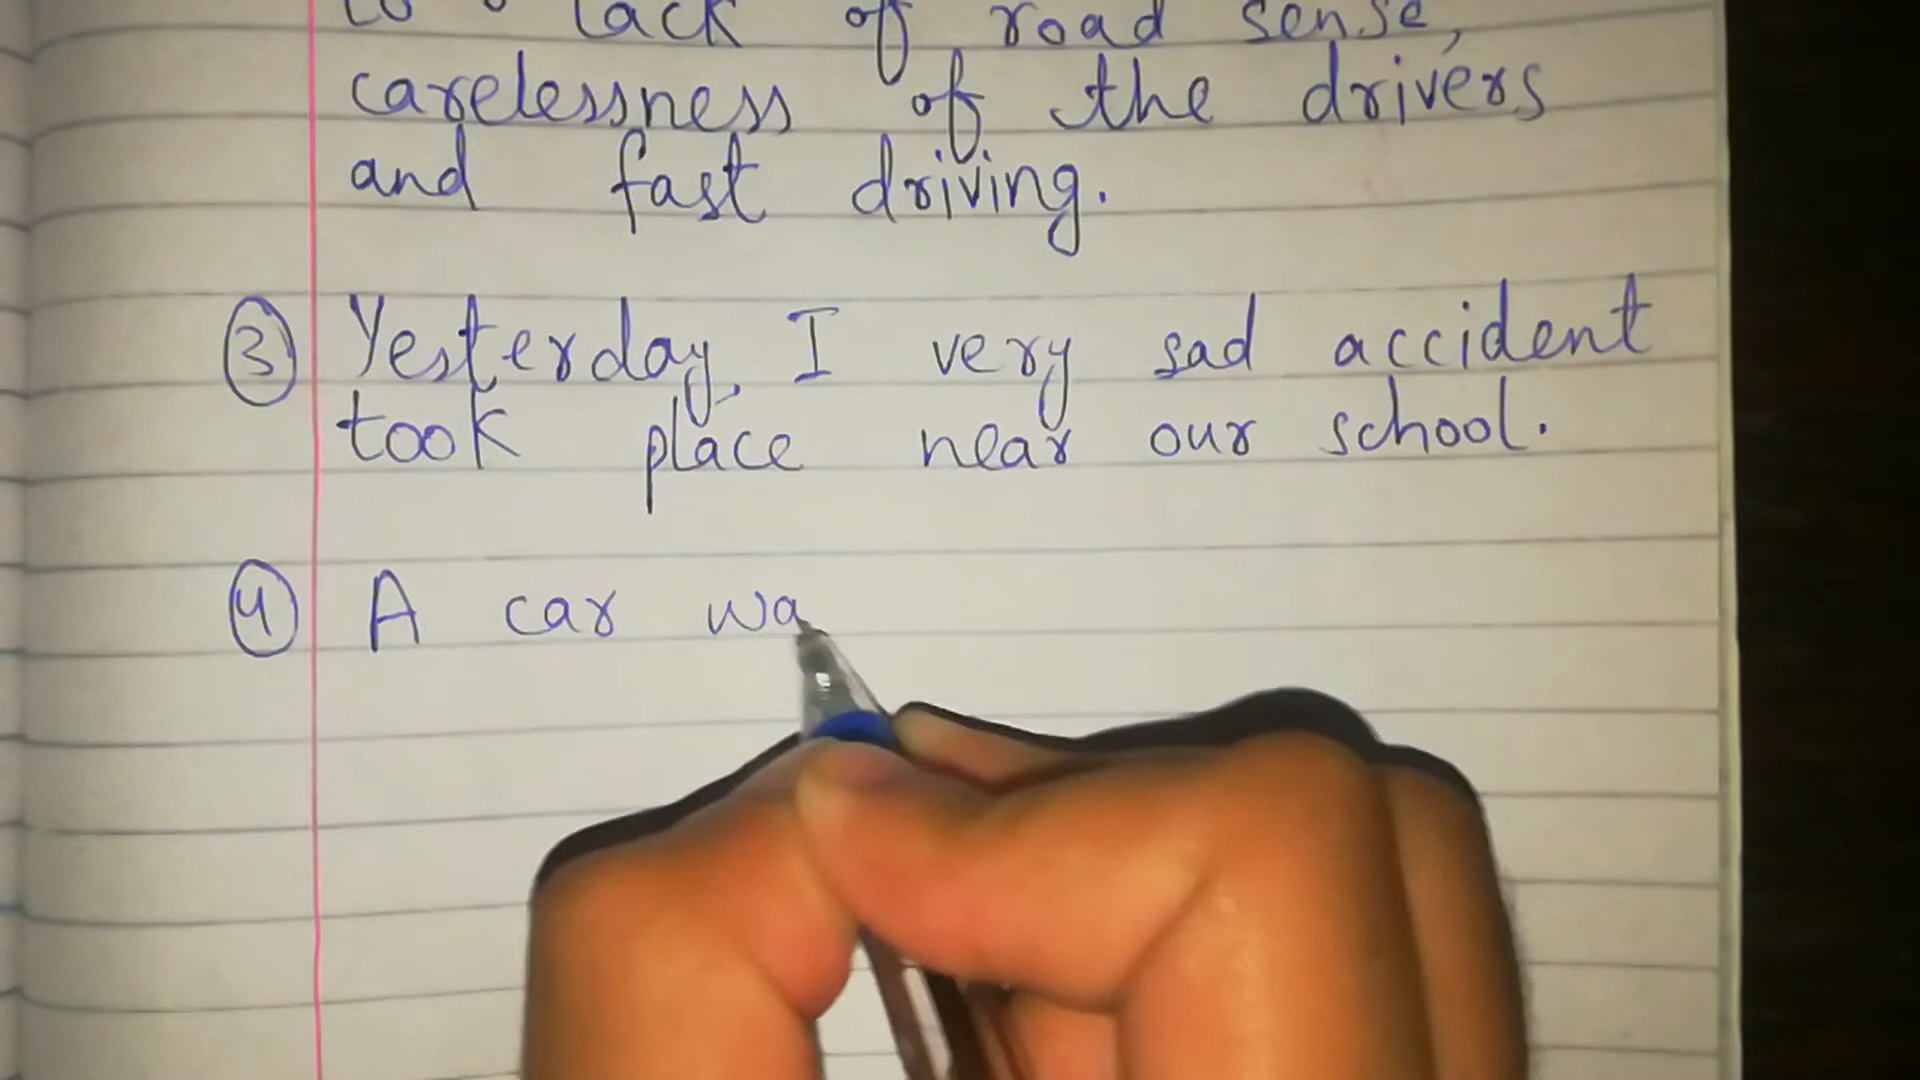 to lack of road sense,
carelessness of the drivers
and fast driving.
③ Yesterday, I very sad accident
took place near our school.
④ A car wa